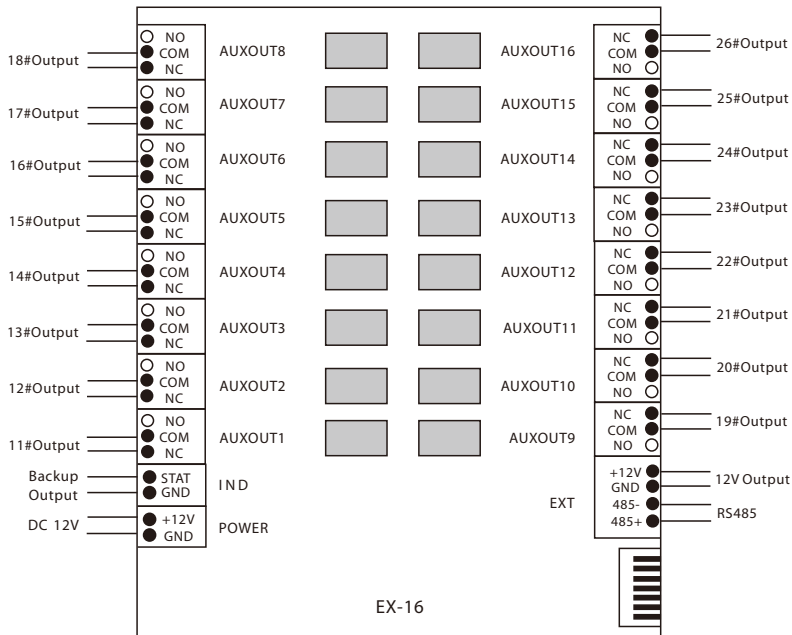 18#Output
NO
COM
NC
AUXOUT8
17#Output
NO
COM
NC
AUXOUT7
16#Output
NO
COM
NC
AUXOUT6
15#Output
NO
COM
NC
AUXOUT5
14#Output
NO
COM
NC
AUXOUT4
13#Output
NO
COM
NC
AUXOUT3
12#Output
NO
COM
NC
AUXOUT2
11#Output
NO
COM
NC
AUXOUT1
Backup
Output
STAT
GND
IND
DC 12V
+12V
GND
POWER
AUXOUT16
NC
COM
NO
26#Output
AUXOUT15
NC
COM
NO
25#Output
AUXOUT14
NC
COM
NO
24#Output
AUXOUT13
NC
COM
NO
23#Output
AUXOUT12
NC
COM
NO
22#Output
AUXOUT11
NC
COM
NO
21#Output
AUXOUT10
NC
COM
NO
20#Output
AUXOUT9
NC
COM
NO
19#Output
EXT
+12V
GND
485-
485+
12V Output
RS485
EX-16